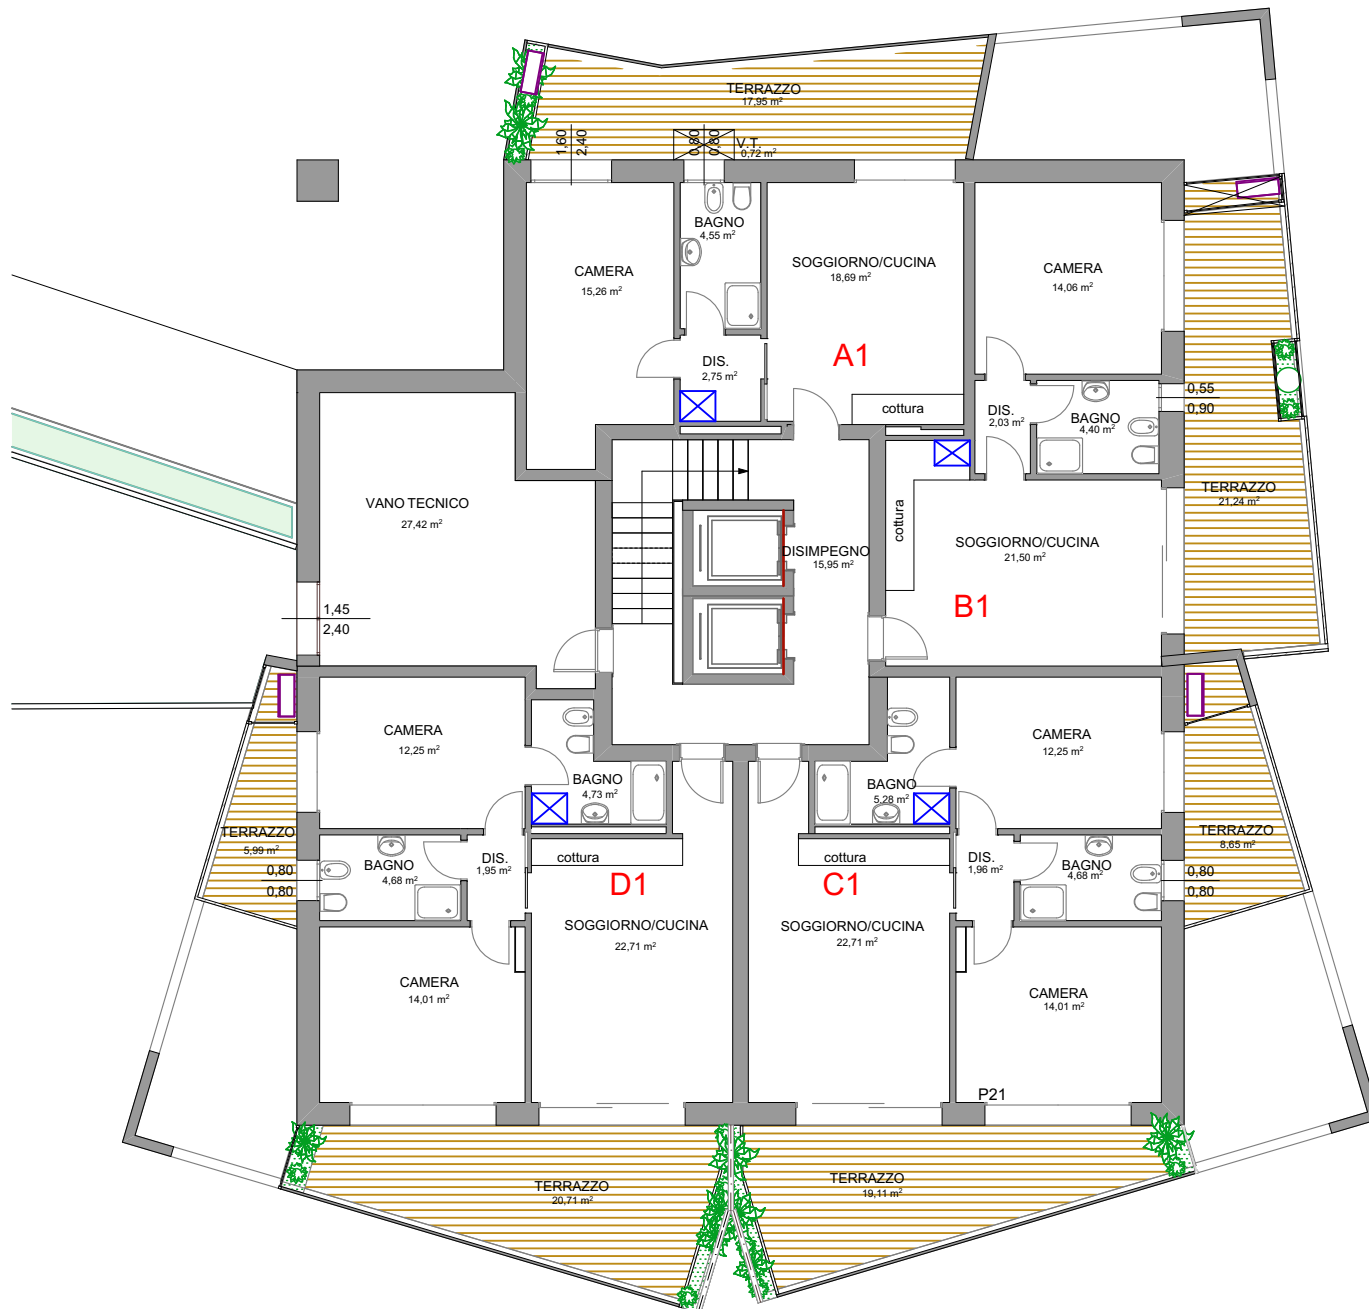 TERRAZZO
17,95 m²
1,60
2,40
0,80
0,80
V.T.
0,72 m²
BAGNO
4,55 m²
CAMERA
15,26 m²
SOGGIORNO/CUCINA
18,69 m²
CAMERA
14,06 m²
DIS.
2,75 m²
A1
cottura
DIS.
2,03 m²
BAGNO
4,40 m²
0,55
0,90
TERRAZZO
21,24 m²
VANO TECNICO
27,42 m²
cottura
SOGGIORNO/CUCINA
21,50 m²
DISIMPEGNO
15,95 m²
B1
1,45
2,40
CAMERA
12,25 m²
BAGNO
4,73 m²
BAGNO
5,28 m²
CAMERA
12,25 m²
TERRAZZO
5,99 m²
0,80
0,80
BAGNO
4,68 m²
DIS.
1,95 m²
cottura
D1
cottura
C1
DIS.
1,96 m²
BAGNO
4,68 m²
TERRAZZO
8,65 m²
0,80
0,80
SOGGIORNO/CUCINA
22,71 m²
SOGGIORNO/CUCINA
22,71 m²
CAMERA
14,01 m²
CAMERA
14,01 m²
P21
TERRAZZO
20,71 m²
TERRAZZO
19,11 m²